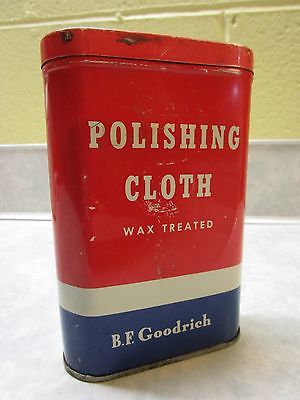 POLISHING
CLOTH
WAX TREATED
B.F. Goodrich